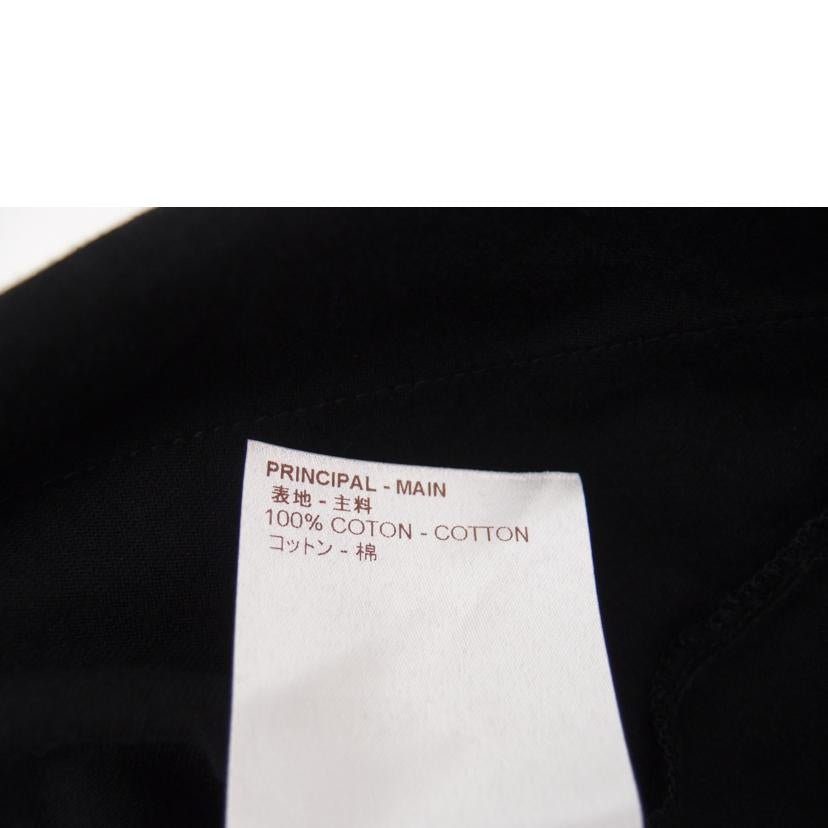 PRINCIPAL - MAIN
表地 - 主料
100% COTON - COTTON
コットン - 棉